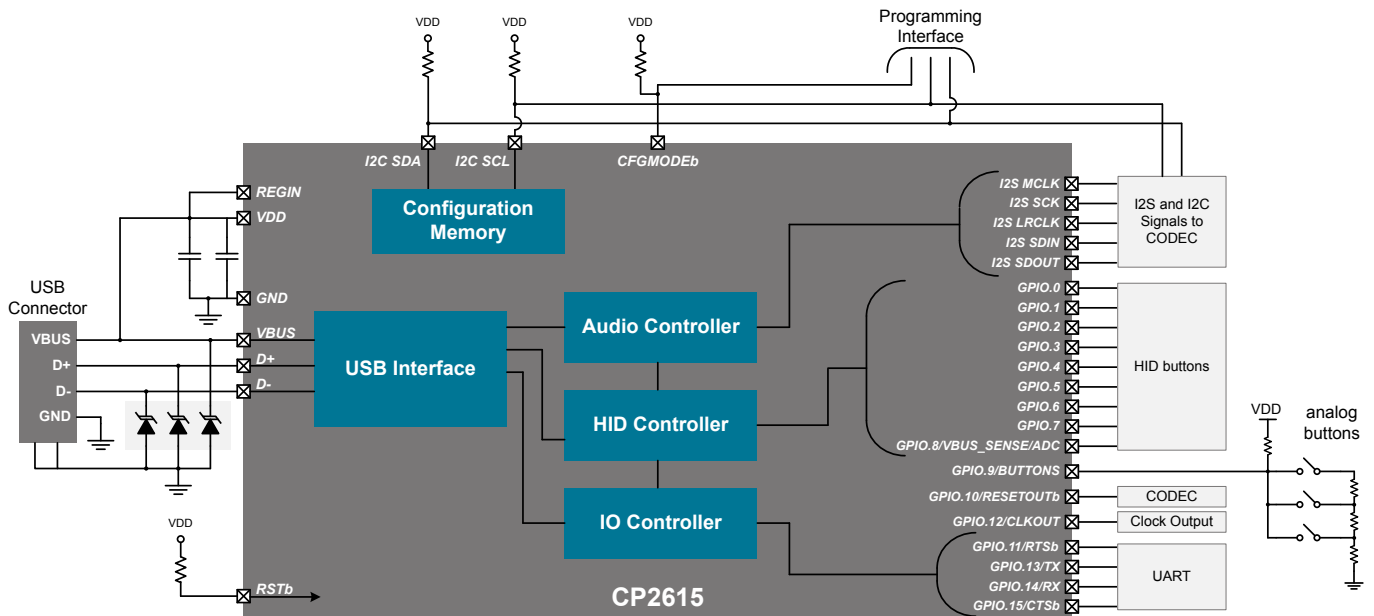 Programming
Interface
VDD
VDD
VDD
I2C SDA
I2C SCL
CFGMODEb
REGIN
VDD
GND
VBUS
D+
D-
RSTb
VDD
USB
Connector
VBUS
D+
D-
GND
Configuration
Memory
USB Interface
Audio Controller
HID Controller
IO Controller
CP2615
I2S MCLK
I2S SCK
I2S LRCLK
I2S SDIN
I2S SDOUT
I2S and I2C
Signals to
CODEC
GPIO.0
GPIO.1
GPIO.2
GPIO.3
GPIO.4
GPIO.5
GPIO.6
GPIO.7
GPIO.8/VBUS_SENSE/ADC
HID buttons
GPIO.9/BUTTONS
VDD
analog
buttons
GPIO.10/RESETOUTb
CODEC
GPIO.12/CLKOUT
Clock Output
GPIO.11/RTSb
GPIO.13/TX
GPIO.14/RX
GPIO.15/CTSb
UART